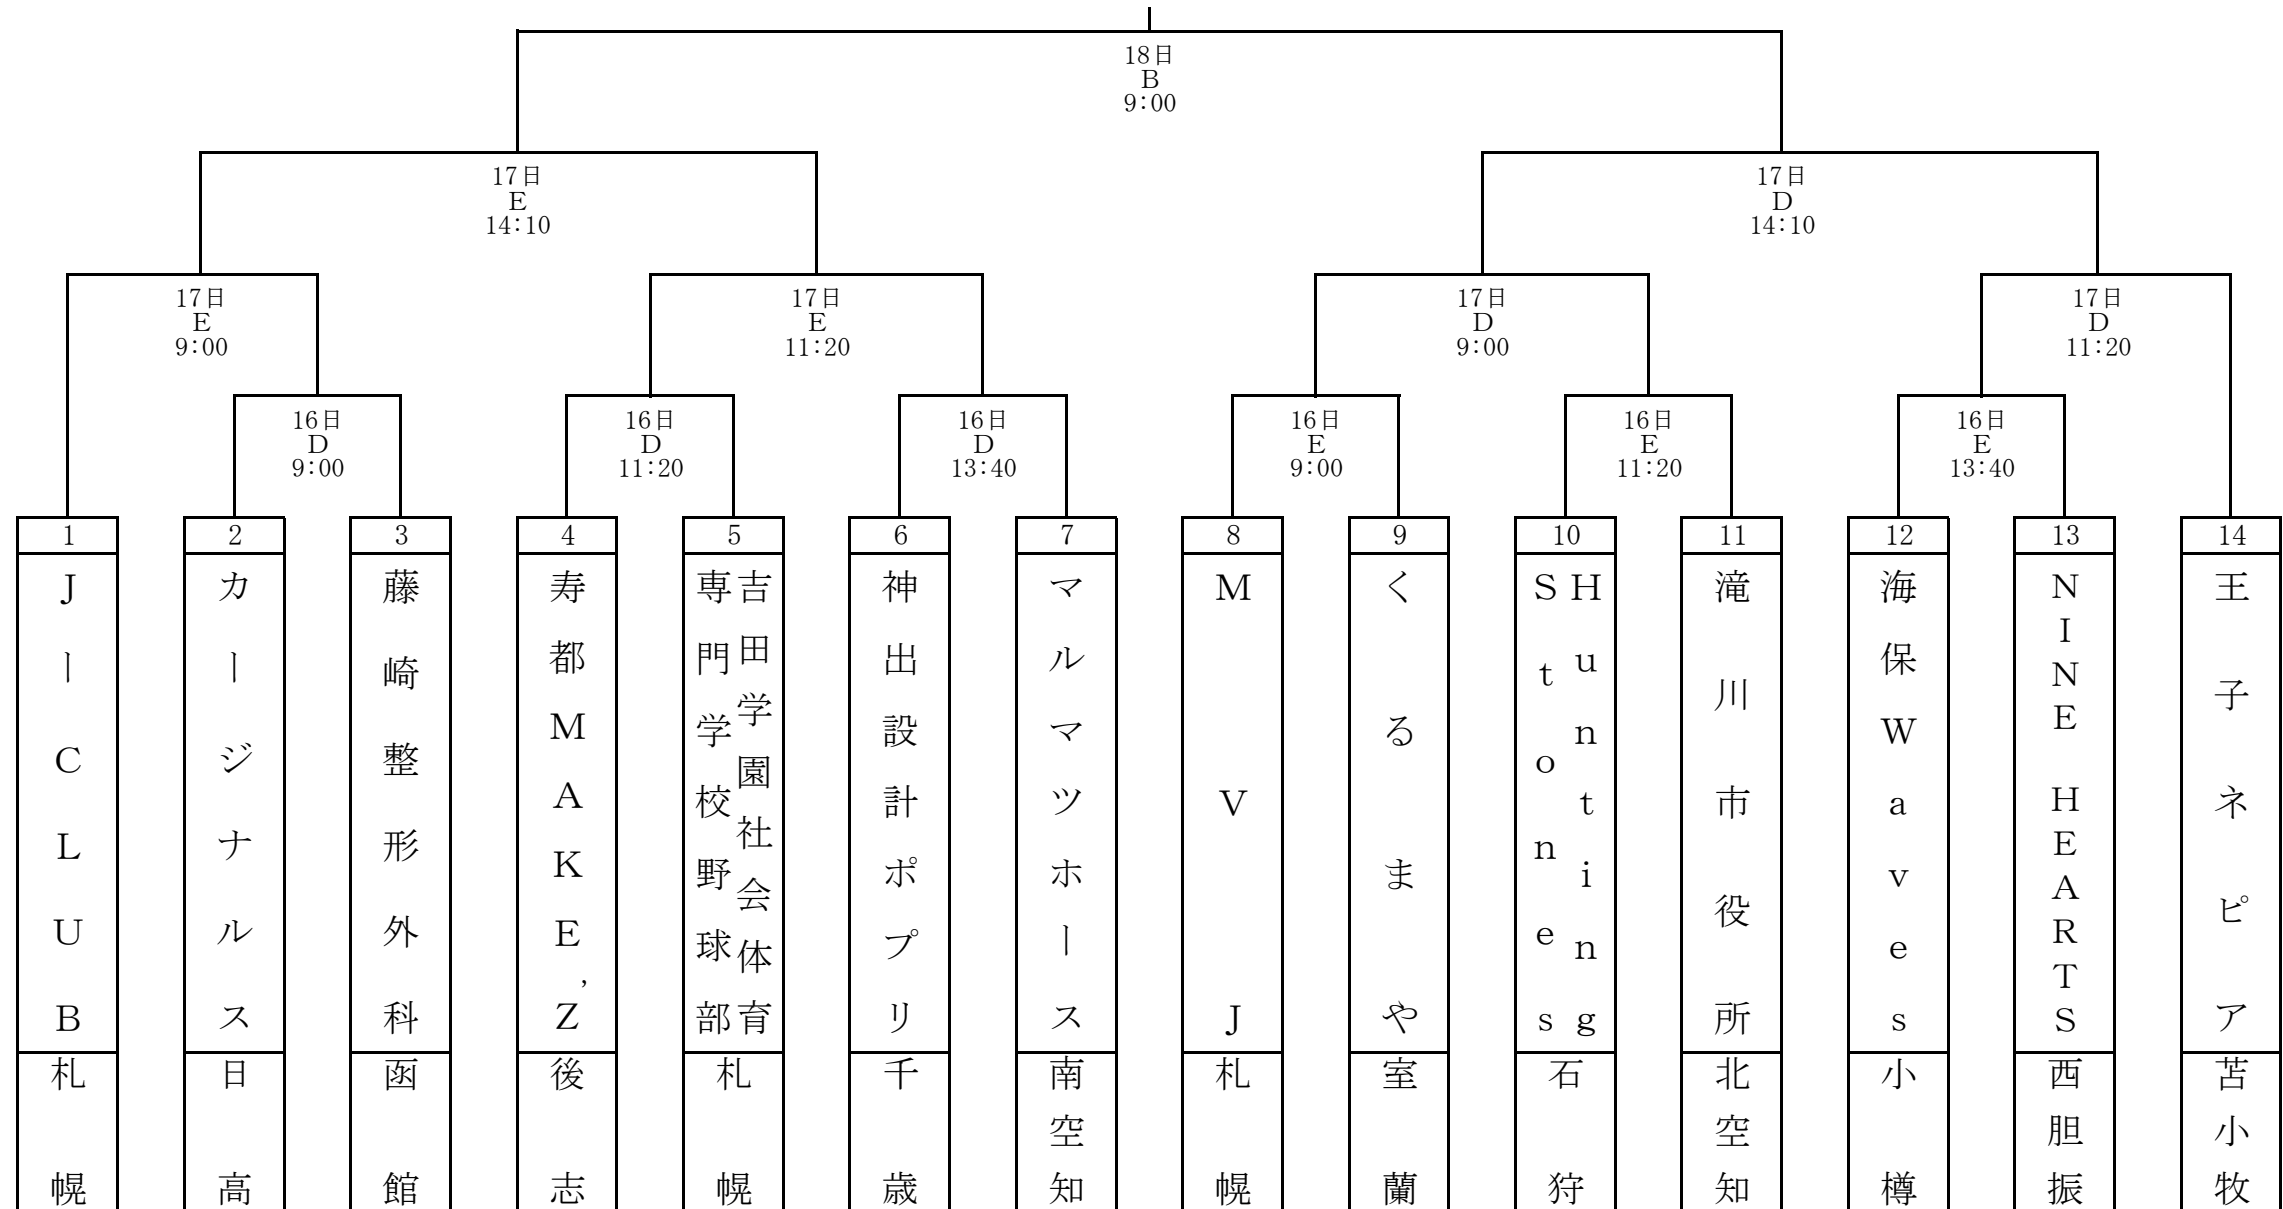 18日
B
9:00
17日
E
14:10
17日
D
14:10
17日
E
9:00
17日
E
11:20
17日
D
9:00
17日
D
11:20
16日
D
9:00
16日
D
11:20
16日
D
13:40
16日
E
9:00
16日
E
11:20
16日
E
13:40
1
JーCLUB
札幌
2
カージナルス
日高
3
藤崎整形外科
函館
4
寿都MAKE'Z
後志
5
吉田学園社会体育
専門学校野球部
札幌
6
神出設計ポプリ
千歳
7
マルマツホース
南空知
8
MVJ
札幌
9
くるまや
室蘭
10
Hunting
Stones
石狩
11
滝川市役所
北空知
12
海保Waves
小樽
13
NINE HEARTS
西胆振
14
王子ネピア
苫小牧